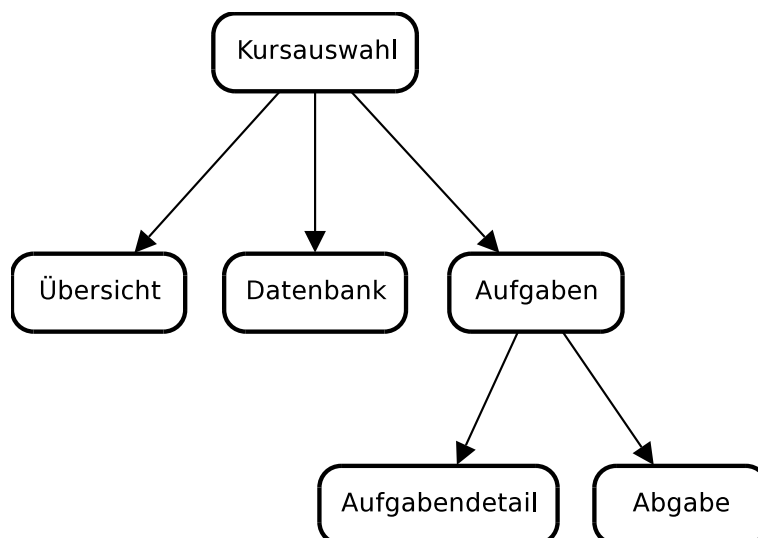 Kursauswahl
Übersicht
Datenbank
Aufgaben
Aufgabendetail
Abgabe